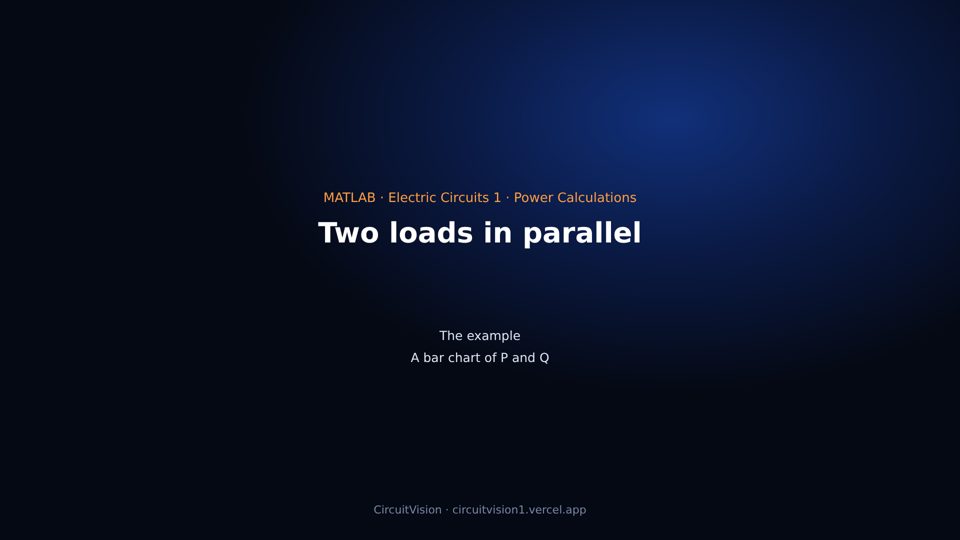 MATLAB · Electric Circuits 1 · Power Calculations
Two loads in parallel
The example
A bar chart of P and Q
CircuitVision · circuitvision1.vercel.app